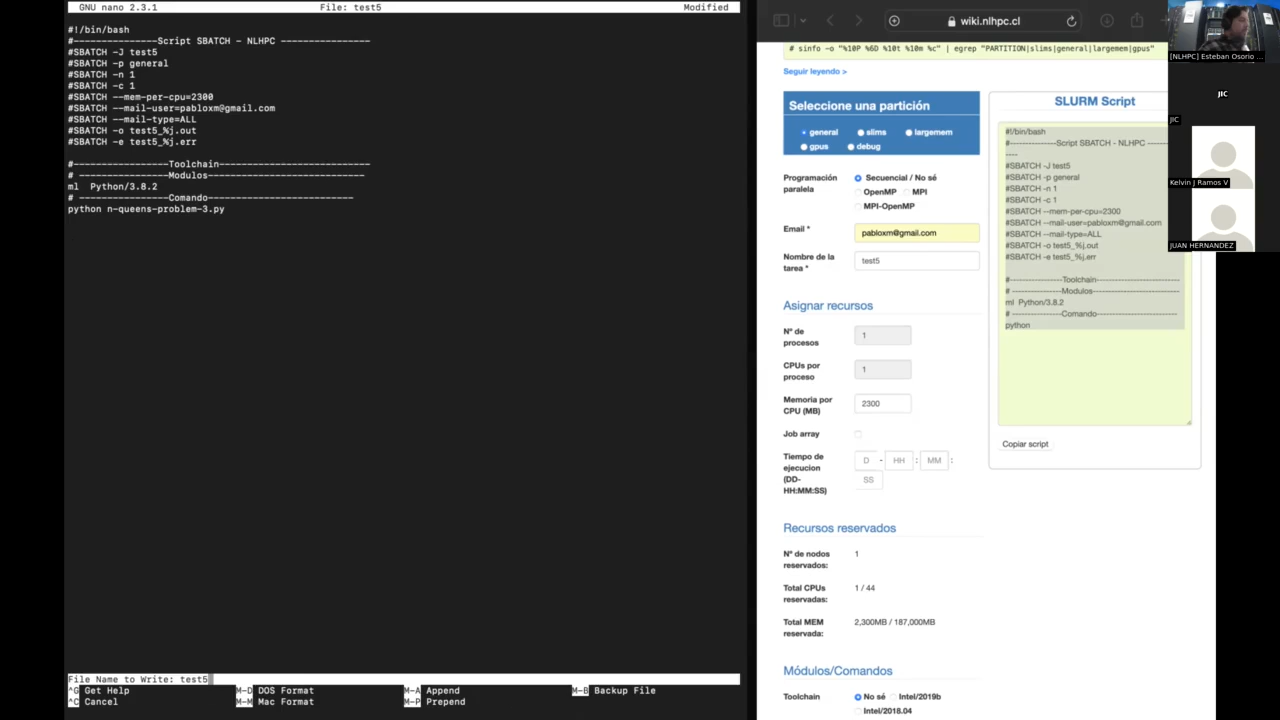 GNU nano 2.3.1 File: test5 Modified
#!/bin/bash
#---------------Script SBATCH - NLHPC ----------------
#SBATCH -J test5
#SBATCH -p general
#SBATCH -n 1
#SBATCH -c 1
#SBATCH --mem-per-cpu=2300
#SBATCH --mail-user=pabloxm@gmail.com
#SBATCH --mail-type=ALL
#SBATCH -o test5_%j.out
#SBATCH -e test5_%j.err
#-----------------Toolchain---------------------------
# ----------------Modulos----------------------------
ml  Python/3.8.2
# ----------------Comando--------------------------
python n-queens-problem-3.py
File Name to Write: test5
^G Get Help M-D DOS Format M-A Append M-B Backup File
^C Cancel M-M Mac Format M-P Prepend
wiki.nlhpc.cl
# sinfo -o "%10P %6D %10t %10m %c" | egrep "PARTITION|slims|general|largemem|gpus"
Seguir leyendo >
Seleccione una partición
general slims largemem
gpus debug
Programación paralela
Secuencial / No sé
OpenMP MPI
MPI-OpenMP
Email * pabloxm@gmail.com
Nombre de la tarea * test5
Asignar recursos
Nº de procesos 1
CPUs por proceso 1
Memoria por CPU (MB) 2300
Job array
Tiempo de ejecucion (DD-HH:MM:SS) D - HH : MM : SS
Recursos reservados
Nº de nodos reservados: 1
Total CPUs reservadas: 1 / 44
Total MEM reservada: 2,300MB / 187,000MB
Módulos/Comandos
Toolchain No sé Intel/2019b
Intel/2018.04
SLURM Script
#!/bin/bash
#---------------Script SBATCH - NLHPC -------
----
#SBATCH -J test5
#SBATCH -p general
#SBATCH -n 1
#SBATCH -c 1
#SBATCH --mem-per-cpu=2300
#SBATCH --mail-user=pabloxm@gmail.com
#SBATCH --mail-type=ALL
#SBATCH -o test5_%j.out
#SBATCH -e test5_%j.err
#-----------------Toolchain---------------------------
# ----------------Modulos----------------------------
ml  Python/3.8.2
# ----------------Comando--------------------------
python
Copiar script
[NLHPC] Esteban Osorio ...
JIC
JIC
Kelvin J Ramos V
JUAN HERNANDEZ